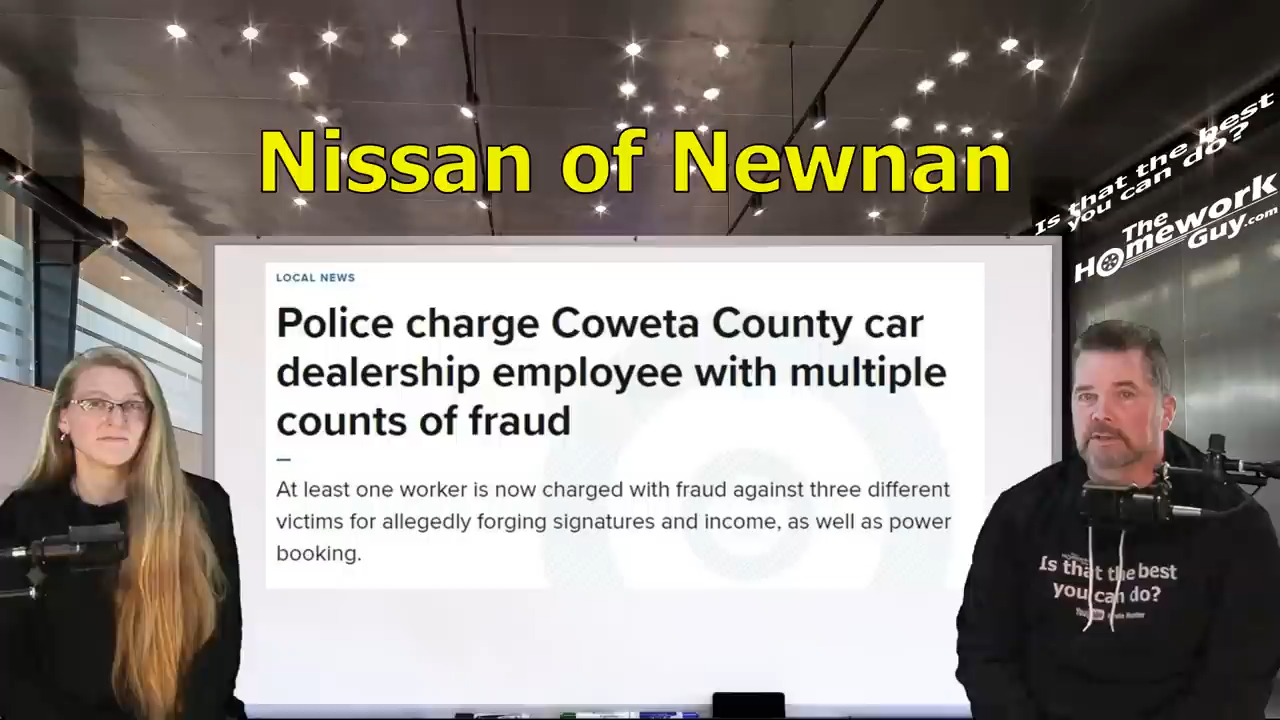 Nissan of Newnan
Is that the best
you can do?
The
Homework
Guy.com
LOCAL NEWS
Police charge Coweta County car
dealership employee with multiple
counts of fraud
At least one worker is now charged with fraud against three different
victims for allegedly forging signatures and income, as well as power
booking.
Is that the best
you can do?